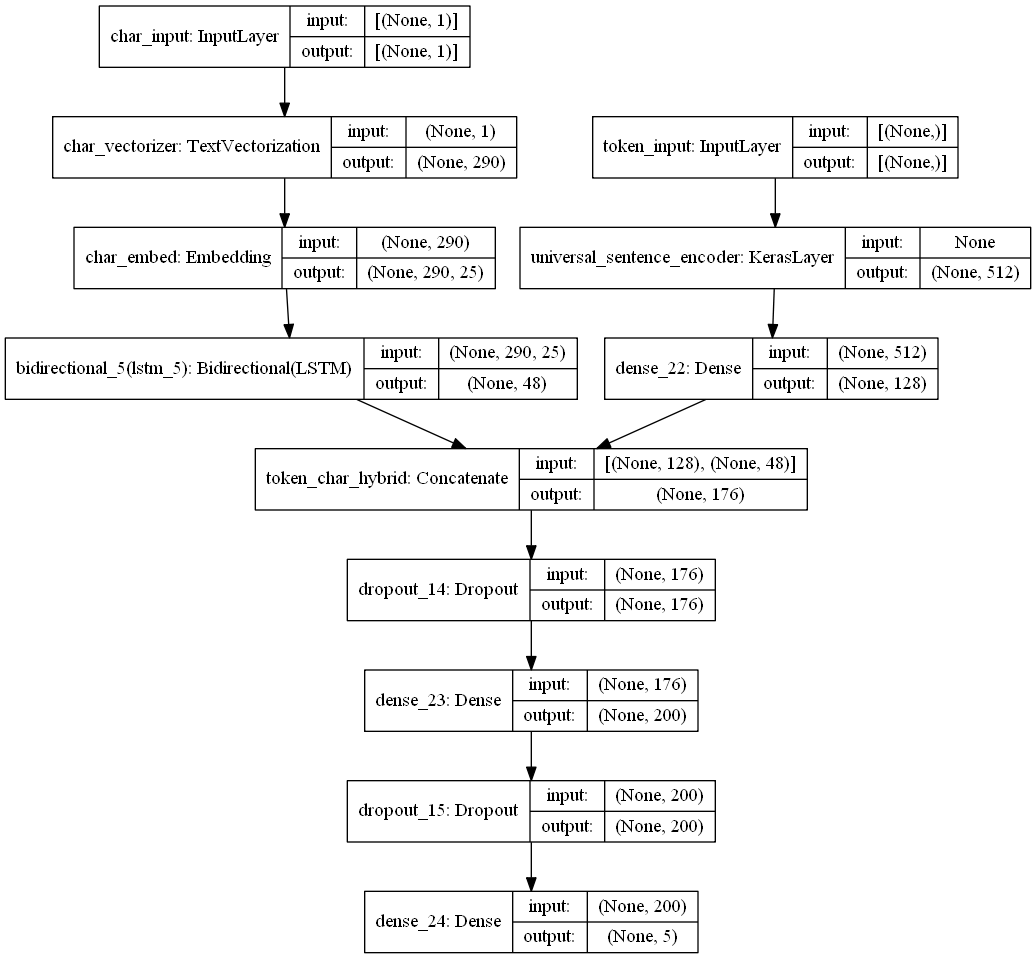 char_input: InputLayer
input: [(None, 1)]
output: [(None, 1)]
char_vectorizer: TextVectorization
input: (None, 1)
output: (None, 290)
token_input: InputLayer
input: [(None,)]
output: [(None,)]
char_embed: Embedding
input: (None, 290)
output: (None, 290, 25)
universal_sentence_encoder: KerasLayer
input: None
output: (None, 512)
bidirectional_5(lstm_5): Bidirectional(LSTM)
input: (None, 290, 25)
output: (None, 48)
dense_22: Dense
input: (None, 512)
output: (None, 128)
token_char_hybrid: Concatenate
input: [(None, 128), (None, 48)]
output: (None, 176)
dropout_14: Dropout
input: (None, 176)
output: (None, 176)
dense_23: Dense
input: (None, 176)
output: (None, 200)
dropout_15: Dropout
input: (None, 200)
output: (None, 200)
dense_24: Dense
input: (None, 200)
output: (None, 5)